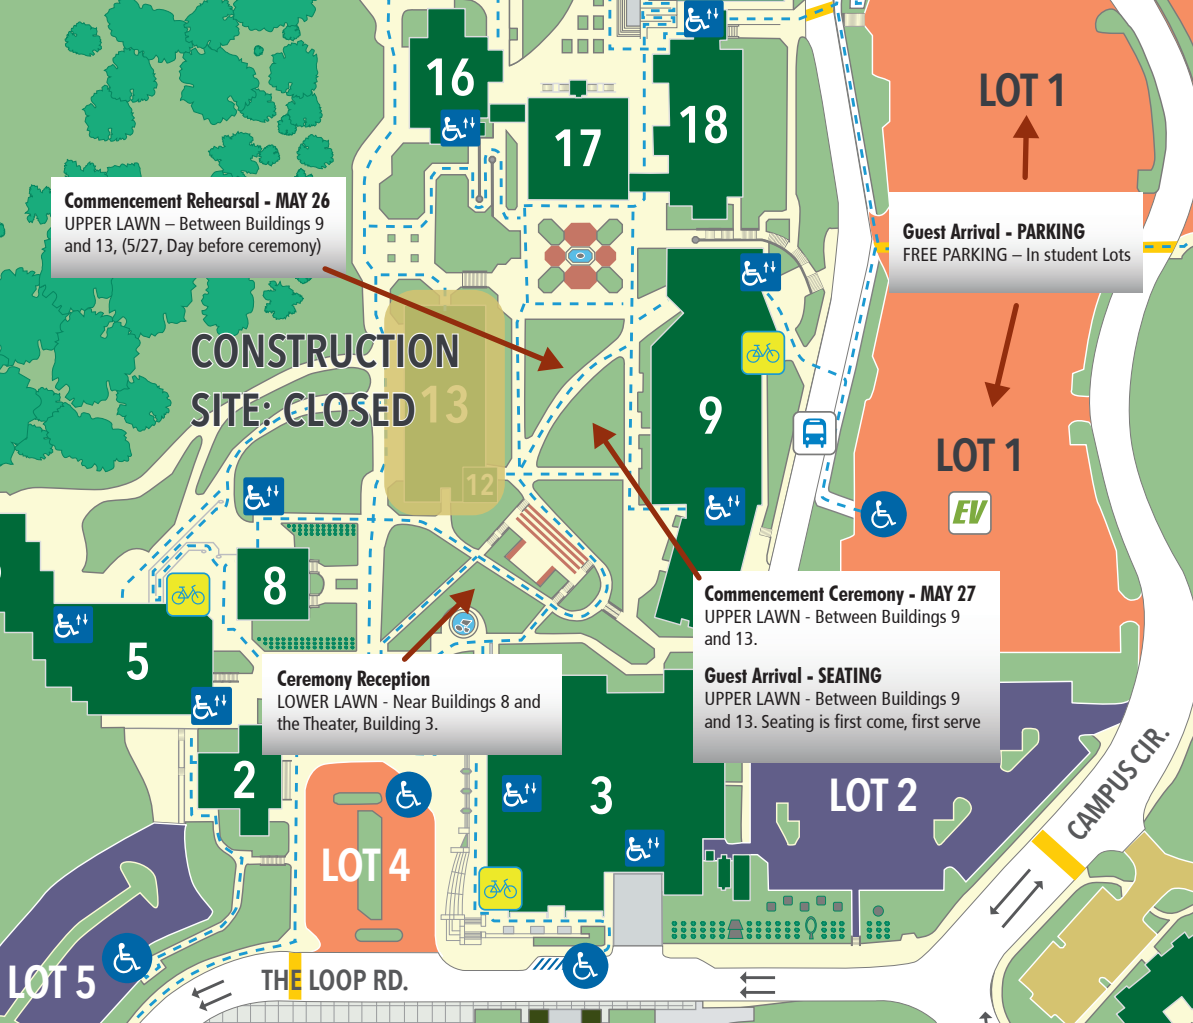 16
17
18
LOT 1
Commencement Rehearsal - MAY 26
UPPER LAWN – Between Buildings 9
and 13, (5/27, Day before ceremony)
Guest Arrival - PARKING
FREE PARKING – In student Lots
CONSTRUCTION
SITE: CLOSED
13
12
9
LOT 1
EV
8
5
Commencement Ceremony - MAY 27
UPPER LAWN - Between Buildings 9
and 13.
Guest Arrival - SEATING
UPPER LAWN - Between Buildings 9
and 13. Seating is first come, first serve
Ceremony Reception
LOWER LAWN - Near Buildings 8 and
the Theater, Building 3.
2
3
LOT 2
CAMPUS CIR.
LOT 4
LOT 5
THE LOOP RD.